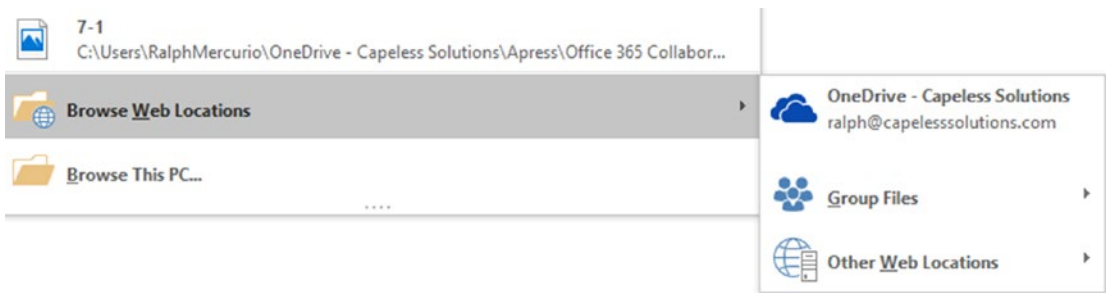 7-1
C:\Users\RalphMercurio\OneDrive - Capeless Solutions\Apress\Office 365 Collabor...
Browse Web Locations
Browse This PC...
OneDrive - Capeless Solutions
ralph@capelesssolutions.com
Group Files
Other Web Locations